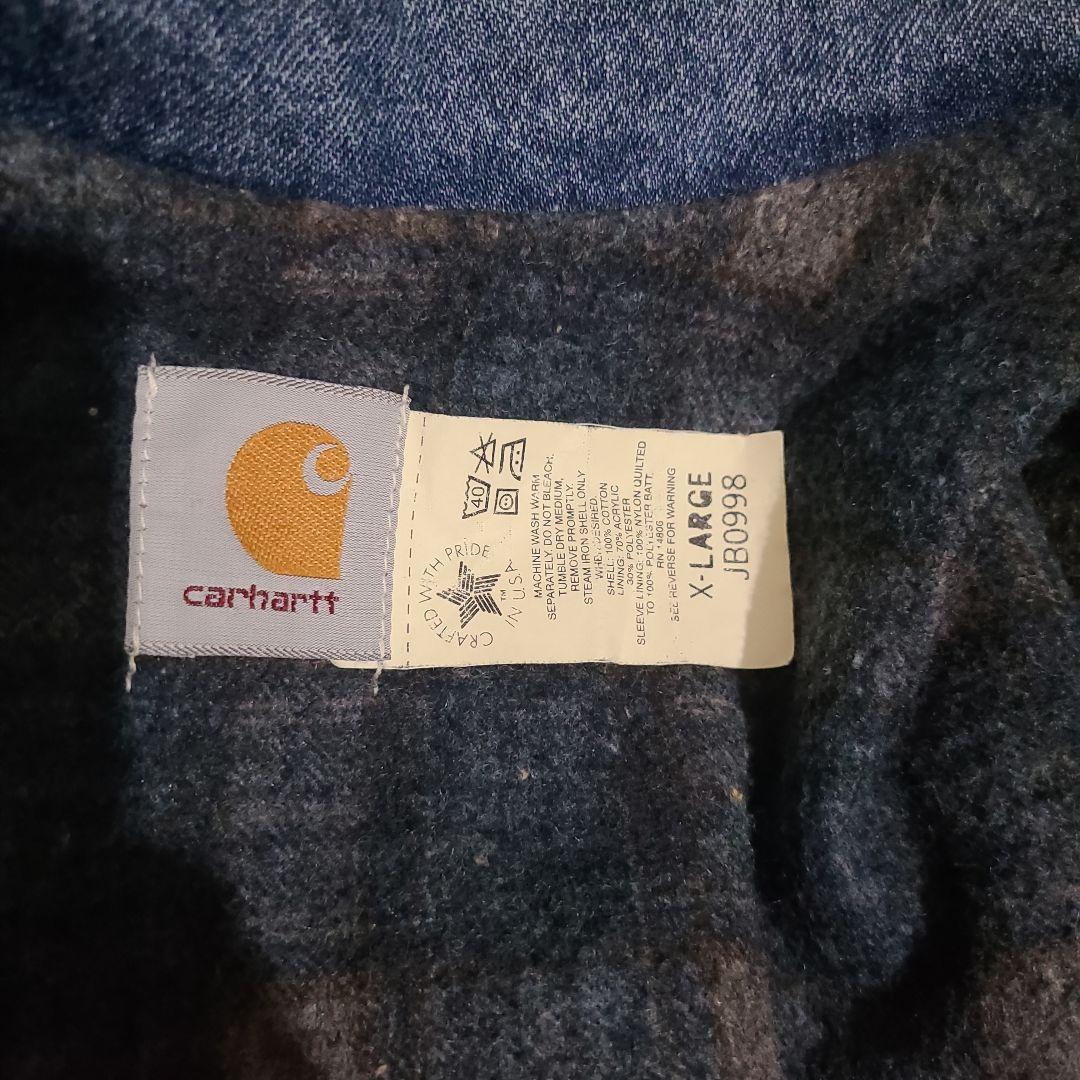 carhartt
CRAFTED WITH PRIDE
IN U.S.A
TM
40
MACHINE WASH WARM
SEPARATELY. DO NOT BLEACH.
TUMBLE DRY MEDIUM,
REMOVE PROMPTLY.
STEAM IRON SHELL ONLY
WHEN DESIRED.
SHELL: 100% COTTON
LINING: 70% ACRYLIC
30% POLYESTER
SLEEVE LINING: 100% NYLON QUILTED
TO 100% POLYESTER BATT.
RN 14806
SEE REVERSE FOR WARNING
X-LARGE
JB0998